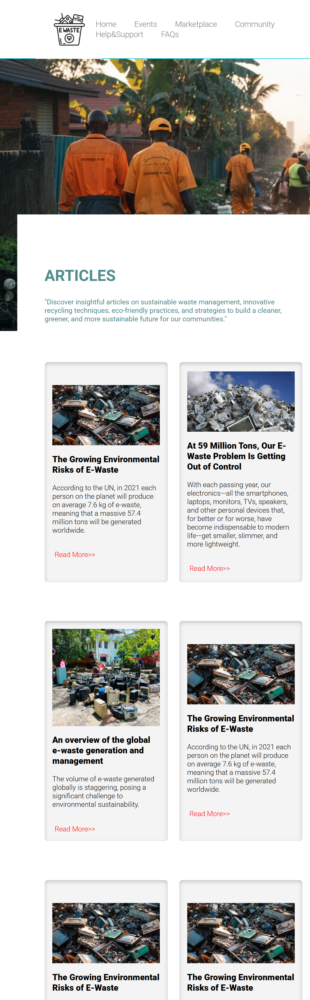 E WASTE
Home Events Marketplace Community
Help&Support FAQs
ARTICLES
"Discover insightful articles on sustainable waste management, innovative
recycling techniques, eco-friendly practices, and strategies to build a cleaner,
greener, and more sustainable future for our communities."
The Growing Environmental
Risks of E-Waste
According to the UN, in 2021 each
person on the planet will produce
on average 7.6 kg of e-waste,
meaning that a massive 57.4
million tons will be generated
worldwide.
Read More>>
At 59 Million Tons, Our E-
Waste Problem Is Getting
Out of Control
With each passing year, our
electronics—all the smartphones,
laptops, monitors, TVs, speakers,
and other personal devices that,
for better or for worse, have
become indispensable to modern
life—get smaller, slimmer, and
more lightweight.
Read More>>
An overview of the global
e-waste generation and
management
The volume of e-waste generated
globally is staggering, posing a
significant challenge to
environmental sustainability.
Read More>>
The Growing Environmental
Risks of E-Waste
According to the UN, in 2021 each
person on the planet will produce
on average 7.6 kg of e-waste,
meaning that a massive 57.4
million tons will be generated
worldwide.
Read More>>
The Growing Environmental
Risks of E-Waste
The Growing Environmental
Risks of E-Waste